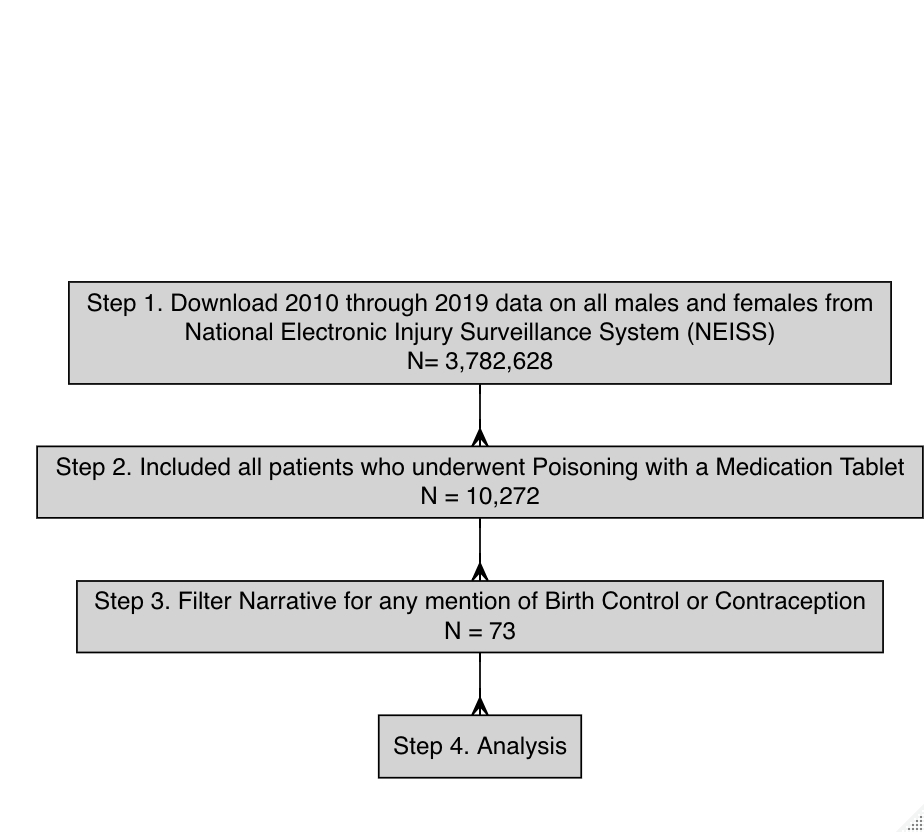 Step 1. Download 2010 through 2019 data on all males and females from
National Electronic Injury Surveillance System (NEISS)
N= 3,782,628
Step 2. Included all patients who underwent Poisoning with a Medication Tablet
N = 10,272
Step 3. Filter Narrative for any mention of Birth Control or Contraception
N = 73
Step 4. Analysis